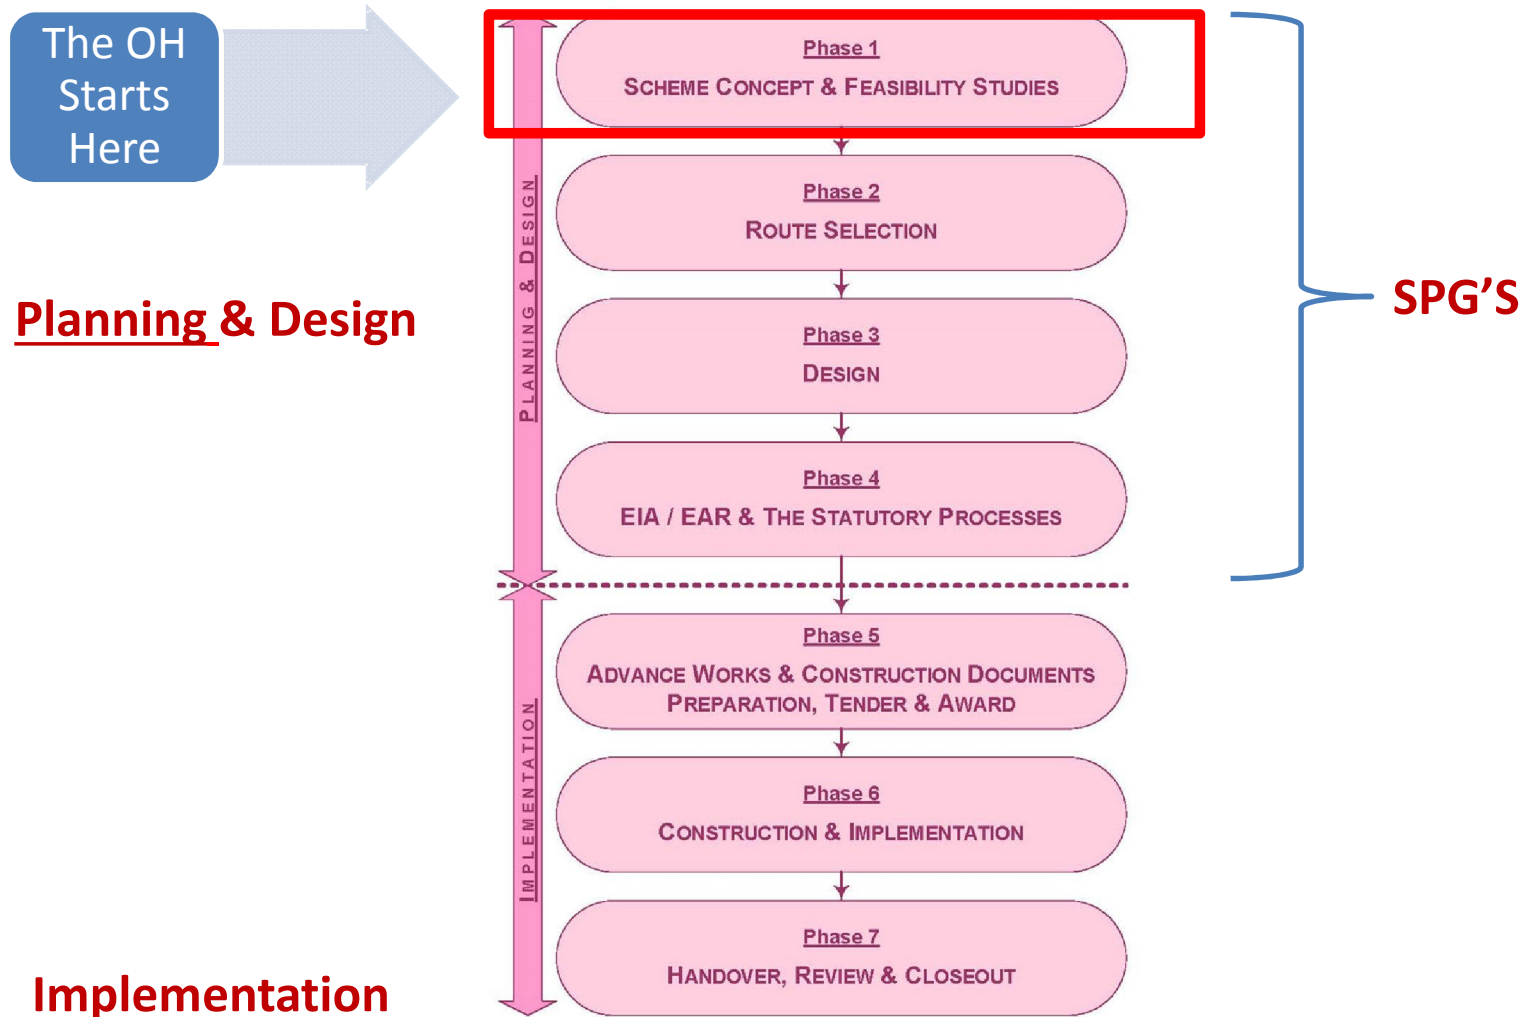 The OH
Starts
Here
Phase 1
SCHEME CONCEPT & FEASIBILITY STUDIES
Phase 2
ROUTE SELECTION
PLANNING & DESIGN
Planning & Design
SPG'S
Phase 3
DESIGN
Phase 4
EIA / EAR & THE STATUTORY PROCESSES
Phase 5
ADVANCE WORKS & CONSTRUCTION DOCUMENTS
PREPARATION, TENDER & AWARD
IMPLEMENTATION
Phase 6
CONSTRUCTION & IMPLEMENTATION
Phase 7
HANDOVER, REVIEW & CLOSEOUT
Implementation